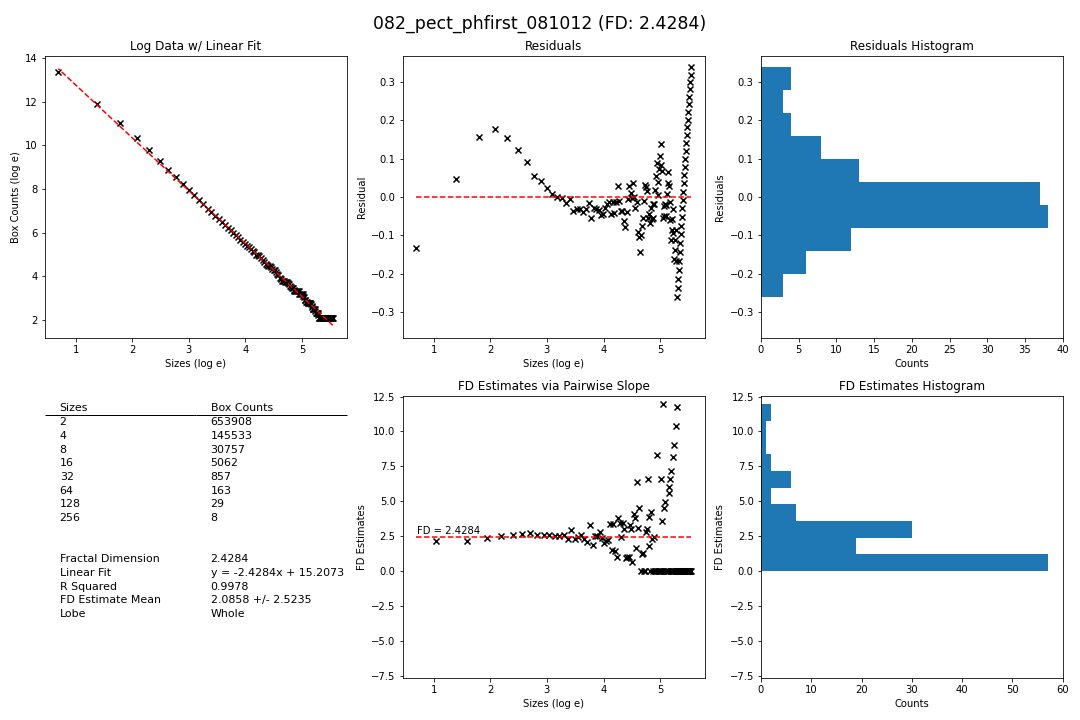 082_pect_phfirst_081012 (FD: 2.4284)
Log Data w/ Linear Fit
Box Counts (log e)
14
12
10
8
6
4
2
1 2 3 4 5
Sizes (log e)
Residuals
Residual
0.3
0.2
0.1
0.0
−0.1
−0.2
−0.3
1 2 3 4 5
Sizes (log e)
Residuals Histogram
Residuals
0.3
0.2
0.1
0.0
−0.1
−0.2
−0.3
0 5 10 15 20 25 30 35 40
Counts
Sizes Box Counts
2 653908
4 145533
8 30757
16 5062
32 857
64 163
128 29
256 8
Fractal Dimension 2.4284
Linear Fit y = -2.4284x + 15.2073
R Squared 0.9978
FD Estimate Mean 2.0858 +/- 2.5235
Lobe Whole
FD Estimates via Pairwise Slope
FD Estimates
12.5
10.0
7.5
5.0
2.5
0.0
−2.5
−5.0
−7.5
FD = 2.4284
1 2 3 4 5
Sizes (log e)
FD Estimates Histogram
FD Estimates
12.5
10.0
7.5
5.0
2.5
0.0
−2.5
−5.0
−7.5
0 10 20 30 40 50 60
Counts